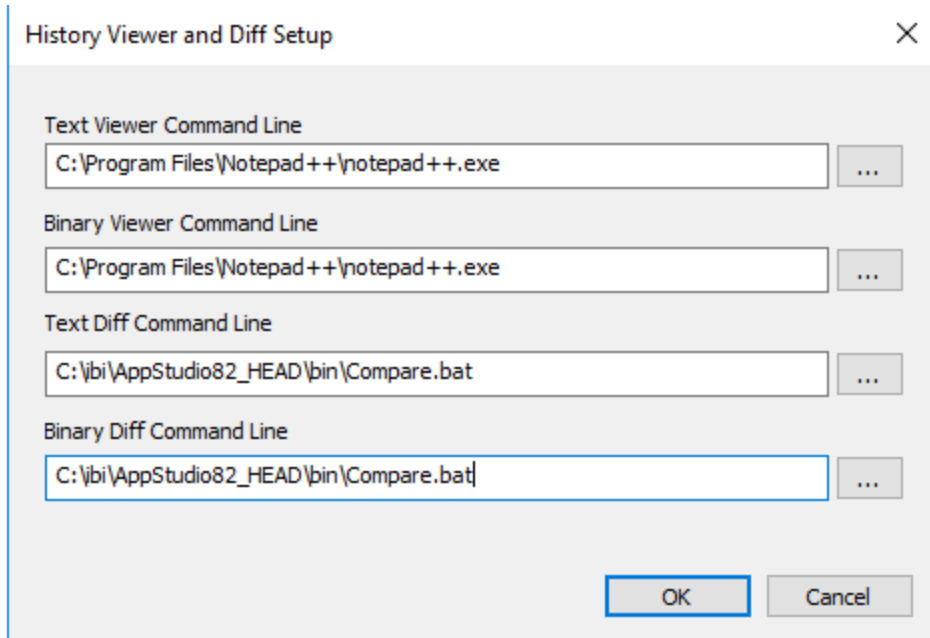 History Viewer and Diff Setup
Text Viewer Command Line
C:\Program Files\Notepad++\notepad++.exe
...
Binary Viewer Command Line
C:\Program Files\Notepad++\notepad++.exe
...
Text Diff Command Line
C:\ibi\AppStudio82_HEAD\bin\Compare.bat
...
Binary Diff Command Line
C:\ibi\AppStudio82_HEAD\bin\Compare.bat
...
OK Cancel